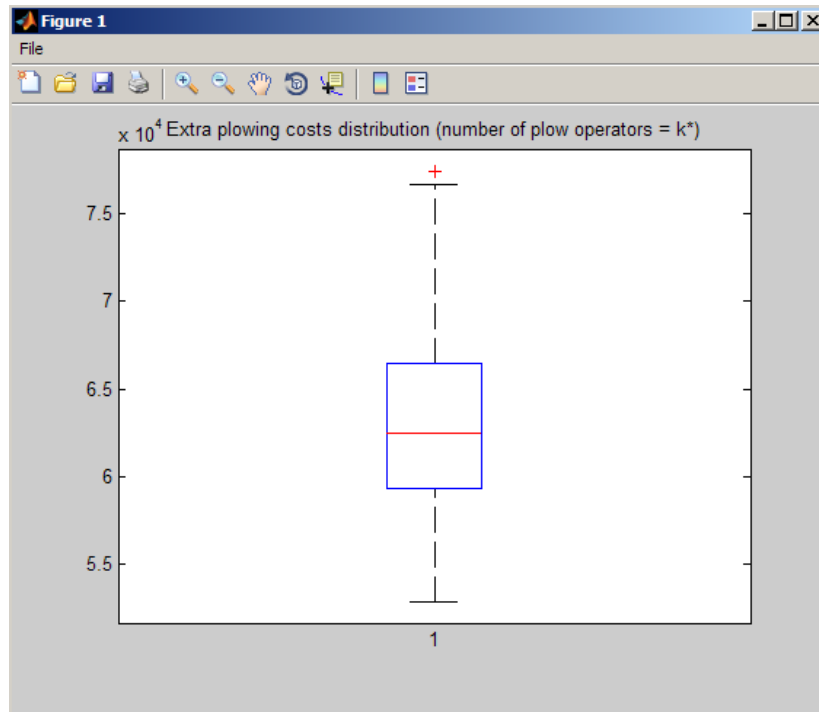 Figure 1
File
x 10^4 Extra plowing costs distribution (number of plow operators = k*)
7.5
7
6.5
6
5.5
1